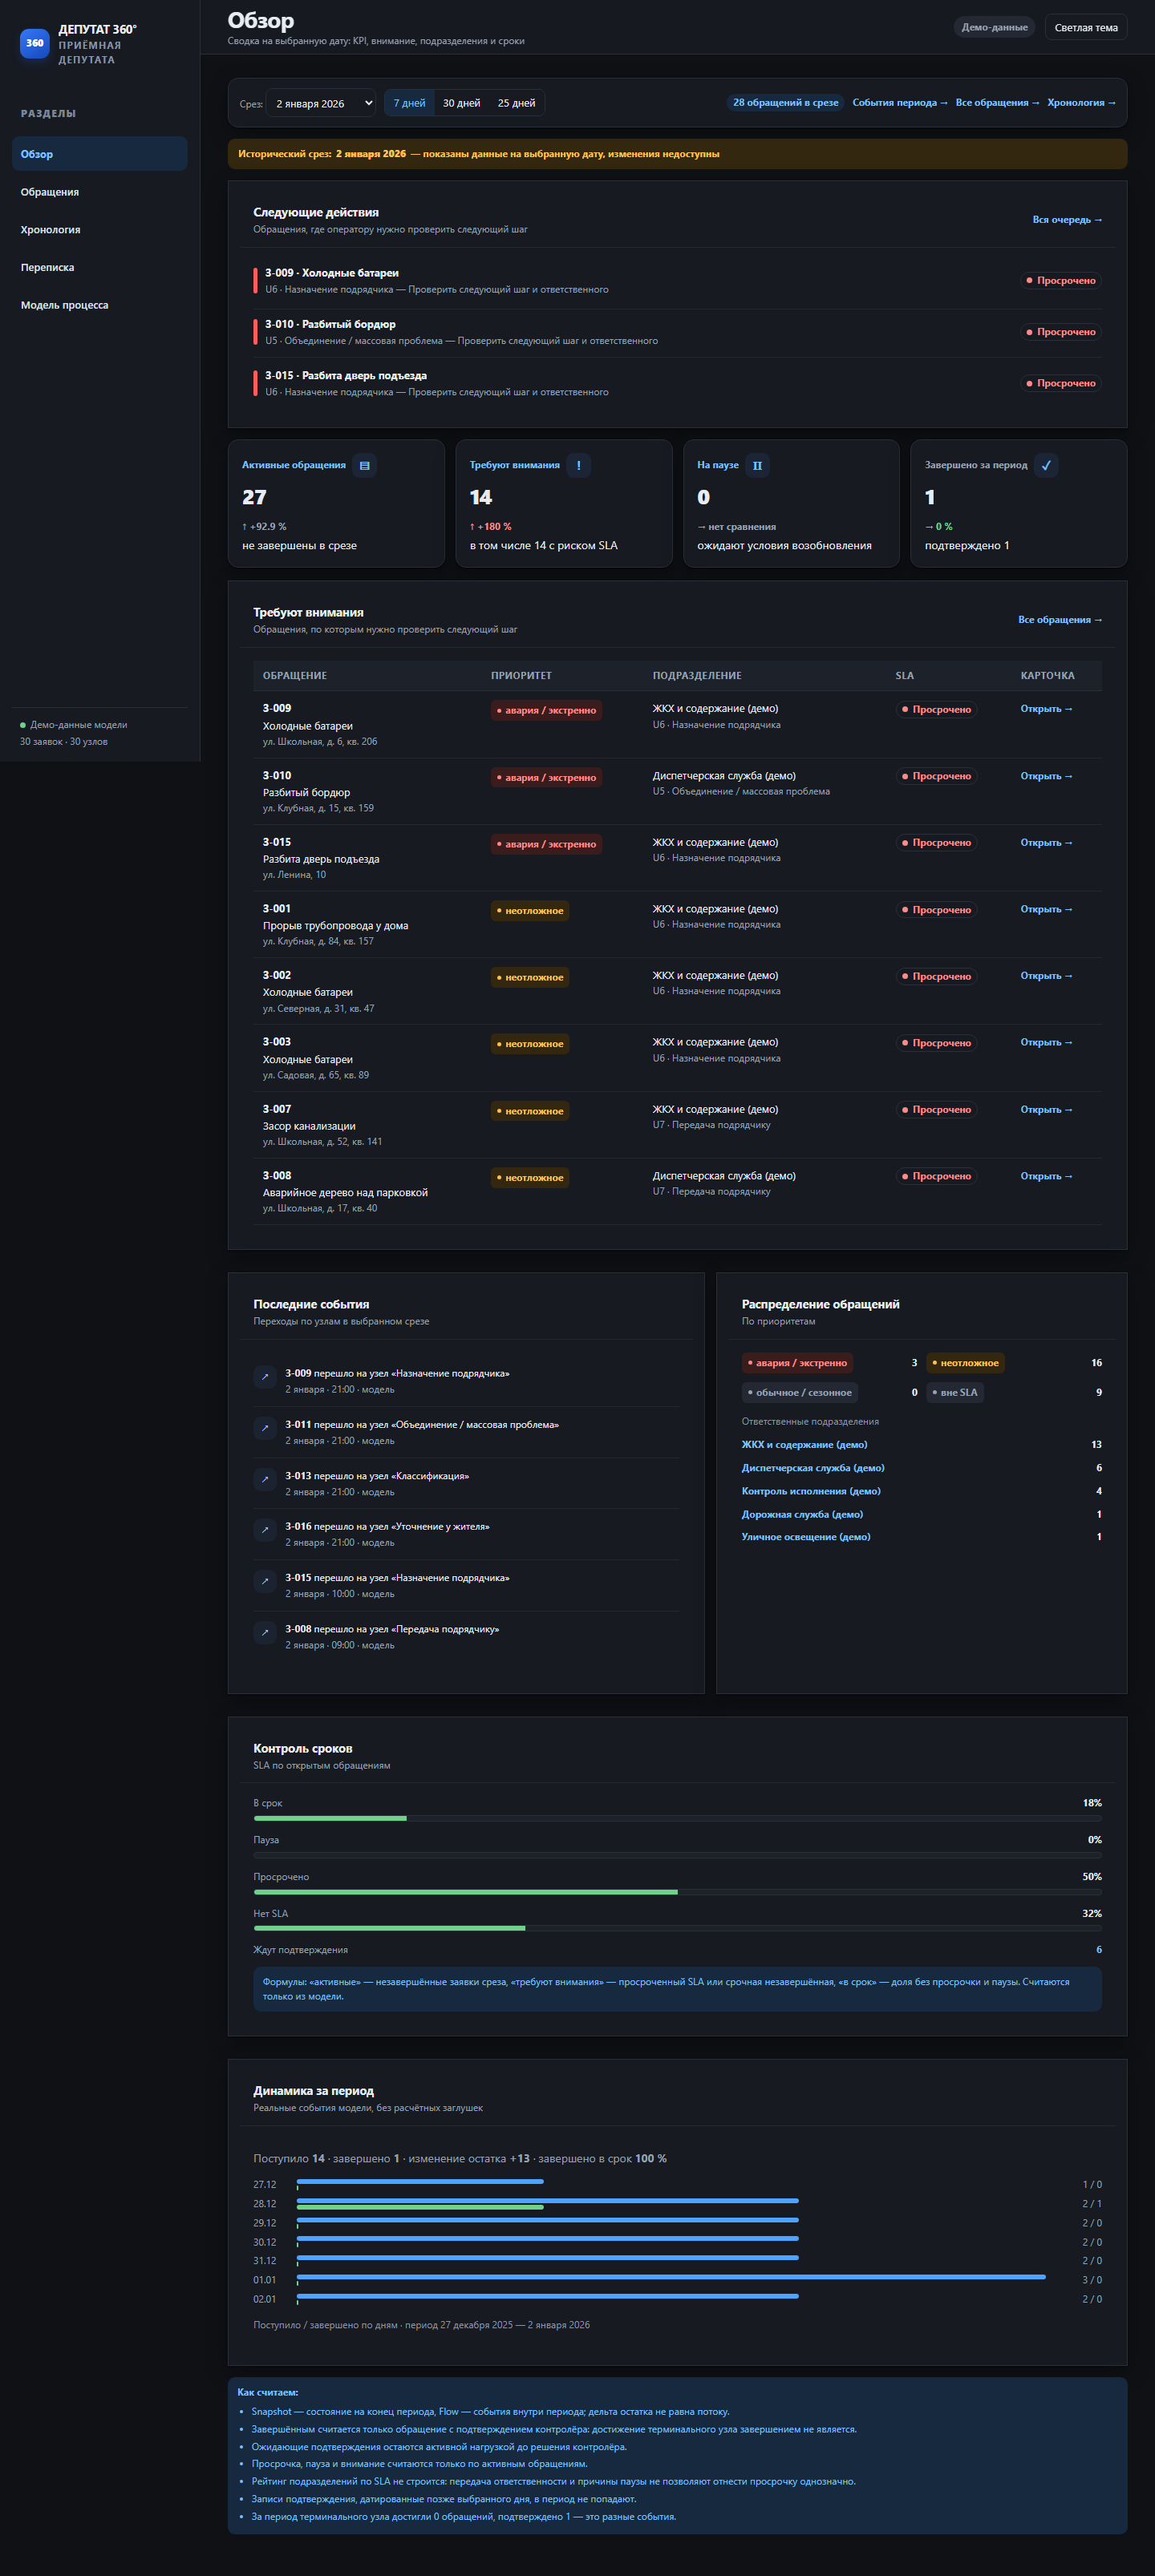 360
ДЕПУТАТ 360°
ПРИЁМНАЯ
ДЕПУТАТА
РАЗДЕЛЫ
Обзор
Обращения
Хронология
Переписка
Модель процесса
Демо-данные модели
30 заявок · 30 узлов
Обзор
Сводка на выбранную дату: KPI, внимание, подразделения и сроки
Демо-данные
Светлая тема
Срез: 2 января 2026 7 дней 30 дней 25 дней
28 обращений в срезе События периода → Все обращения → Хронология →
Исторический срез: 2 января 2026 — показаны данные на выбранную дату, изменения недоступны
Следующие действия
Обращения, где оператору нужно проверить следующий шаг
Вся очередь →
З-009 · Холодные батареи
U6 · Назначение подрядчика — Проверить следующий шаг и ответственного
Просрочено
З-010 · Разбитый бордюр
U5 · Объединение / массовая проблема — Проверить следующий шаг и ответственного
Просрочено
З-015 · Разбита дверь подъезда
U6 · Назначение подрядчика — Проверить следующий шаг и ответственного
Просрочено
Активные обращения
27
↑ +92.9 %
не завершены в срезе
Требуют внимания !
14
↑ +180 %
в том числе 14 с риском SLA
На паузе
0
→ нет сравнения
ожидают условия возобновления
Завершено за период ✓
1
→ 0 %
подтверждено 1
Требуют внимания
Обращения, по которым нужно проверить следующий шаг
Все обращения →
ОБРАЩЕНИЕ ПРИОРИТЕТ ПОДРАЗДЕЛЕНИЕ SLA КАРТОЧКА
З-009 авария / экстренно ЖКХ и содержание (демо) Просрочено Открыть →
Холодные батареи U6 · Назначение подрядчика
ул. Школьная, д. 6, кв. 206
З-010 авария / экстренно Диспетчерская служба (демо) Просрочено Открыть →
Разбитый бордюр U5 · Объединение / массовая проблема
ул. Клубная, д. 15, кв. 159
З-015 авария / экстренно ЖКХ и содержание (демо) Просрочено Открыть →
Разбита дверь подъезда U6 · Назначение подрядчика
ул. Ленина, 10
З-001 неотложное ЖКХ и содержание (демо) Просрочено Открыть →
Прорыв трубопровода у дома U6 · Назначение подрядчика
ул. Клубная, д. 84, кв. 157
З-002 неотложное ЖКХ и содержание (демо) Просрочено Открыть →
Холодные батареи U6 · Назначение подрядчика
ул. Северная, д. 31, кв. 47
З-003 неотложное ЖКХ и содержание (демо) Просрочено Открыть →
Холодные батареи U6 · Назначение подрядчика
ул. Садовая, д. 65, кв. 89
З-007 неотложное ЖКХ и содержание (демо) Просрочено Открыть →
Засор канализации U7 · Передача подрядчику
ул. Школьная, д. 52, кв. 141
З-008 неотложное Диспетчерская служба (демо) Просрочено Открыть →
Аварийное дерево над парковкой U7 · Передача подрядчику
ул. Школьная, д. 17, кв. 40
Последние события
Переходы по узлам в выбранном срезе
З-009 перешло на узел «Назначение подрядчика»
2 января · 21:00 · модель
З-011 перешло на узел «Объединение / массовая проблема»
2 января · 21:00 · модель
З-013 перешло на узел «Классификация»
2 января · 21:00 · модель
З-016 перешло на узел «Уточнение у жителя»
2 января · 21:00 · модель
З-015 перешло на узел «Назначение подрядчика»
2 января · 10:00 · модель
З-008 перешло на узел «Передача подрядчику»
2 января · 09:00 · модель
Распределение обращений
По приоритетам
авария / экстренно 3 неотложное 16
обычное / сезонное 0 вне SLA 9
Ответственные подразделения
ЖКХ и содержание (демо) 13
Диспетчерская служба (демо) 6
Контроль исполнения (демо) 4
Дорожная служба (демо) 1
Уличное освещение (демо) 1
Контроль сроков
SLA по открытым обращениям
В срок 18%
Пауза 0%
Просрочено 50%
Нет SLA 32%
Ждут подтверждения 6
Формулы: «активные» — незавершённые заявки среза, «требуют внимания» — просроченный SLA или срочная незавершённая, «в срок» — доля без просрочки и паузы. Считаются
только из модели.
Динамика за период
Реальные события модели, без расчётных заглушек
Поступило 14 · завершено 1 · изменение остатка +13 · завершено в срок 100 %
27.12 1 / 0
28.12 2 / 1
29.12 2 / 0
30.12 2 / 0
31.12 2 / 0
01.01 3 / 0
02.01 2 / 0
Поступило / завершено по дням · период 27 декабря 2025 — 2 января 2026
Как считаем:
• Snapshot — состояние на конец периода, Flow — события внутри периода; дельта остатка не равна потоку.
• Завершённым считается только обращение с подтверждением контролёра: достижение терминального узла завершением не является.
• Ожидающие подтверждения остаются активной нагрузкой до решения контролёра.
• Просрочка, пауза и внимание считаются только по активным обращениям.
• Рейтинг подразделений по SLA не строится: передача ответственности и причины паузы не позволяют отнести просрочку однозначно.
• Записи подтверждения, датированные позже выбранного дня, в период не попадают.
• За период терминального узла достигли 0 обращений, подтверждено 1 — это разные события.